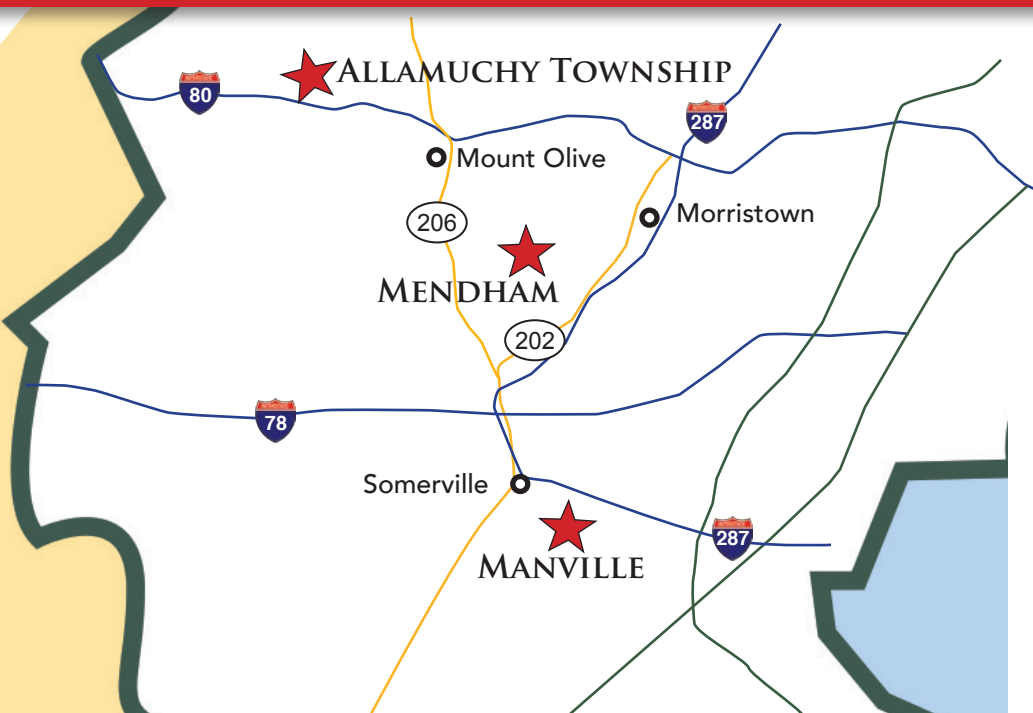 ALLAMUCHY TOWNSHIP
80
287
Mount Olive
Morristown
206
MENDHAM
202
78
Somerville
287
MANVILLE